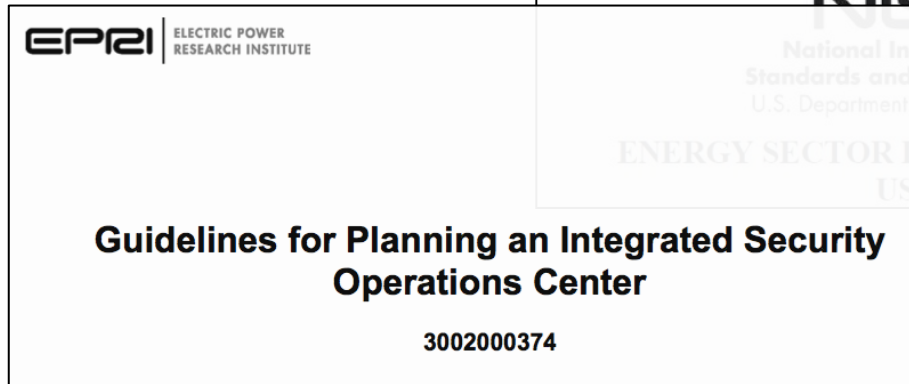 EPRI
ELECTRIC POWER
RESEARCH INSTITUTE
National In
Standards and
U.S. Department
ENERGY SECTOR
US
Guidelines for Planning an Integrated Security
Operations Center
3002000374